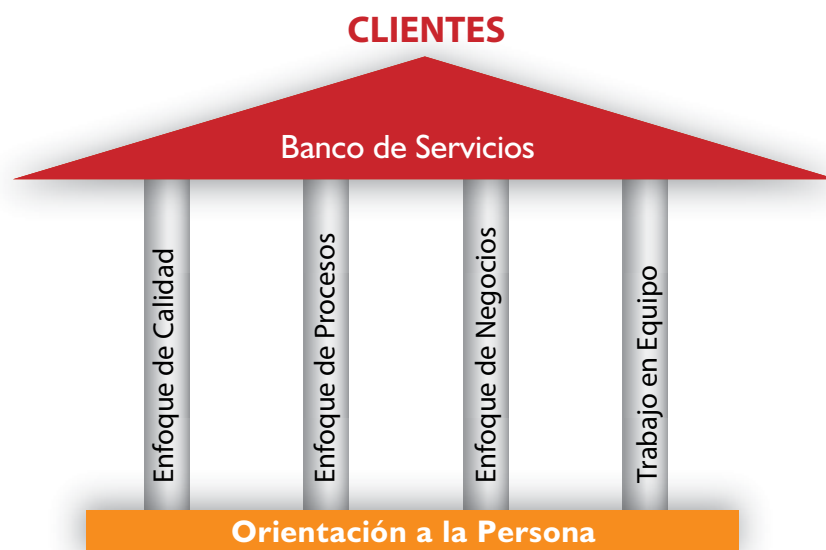 CLIENTES
Banco de Servicios
Enfoque de Calidad
Enfoque de Procesos
Enfoque de Negocios
Trabajo en Equipo
Orientación a la Persona